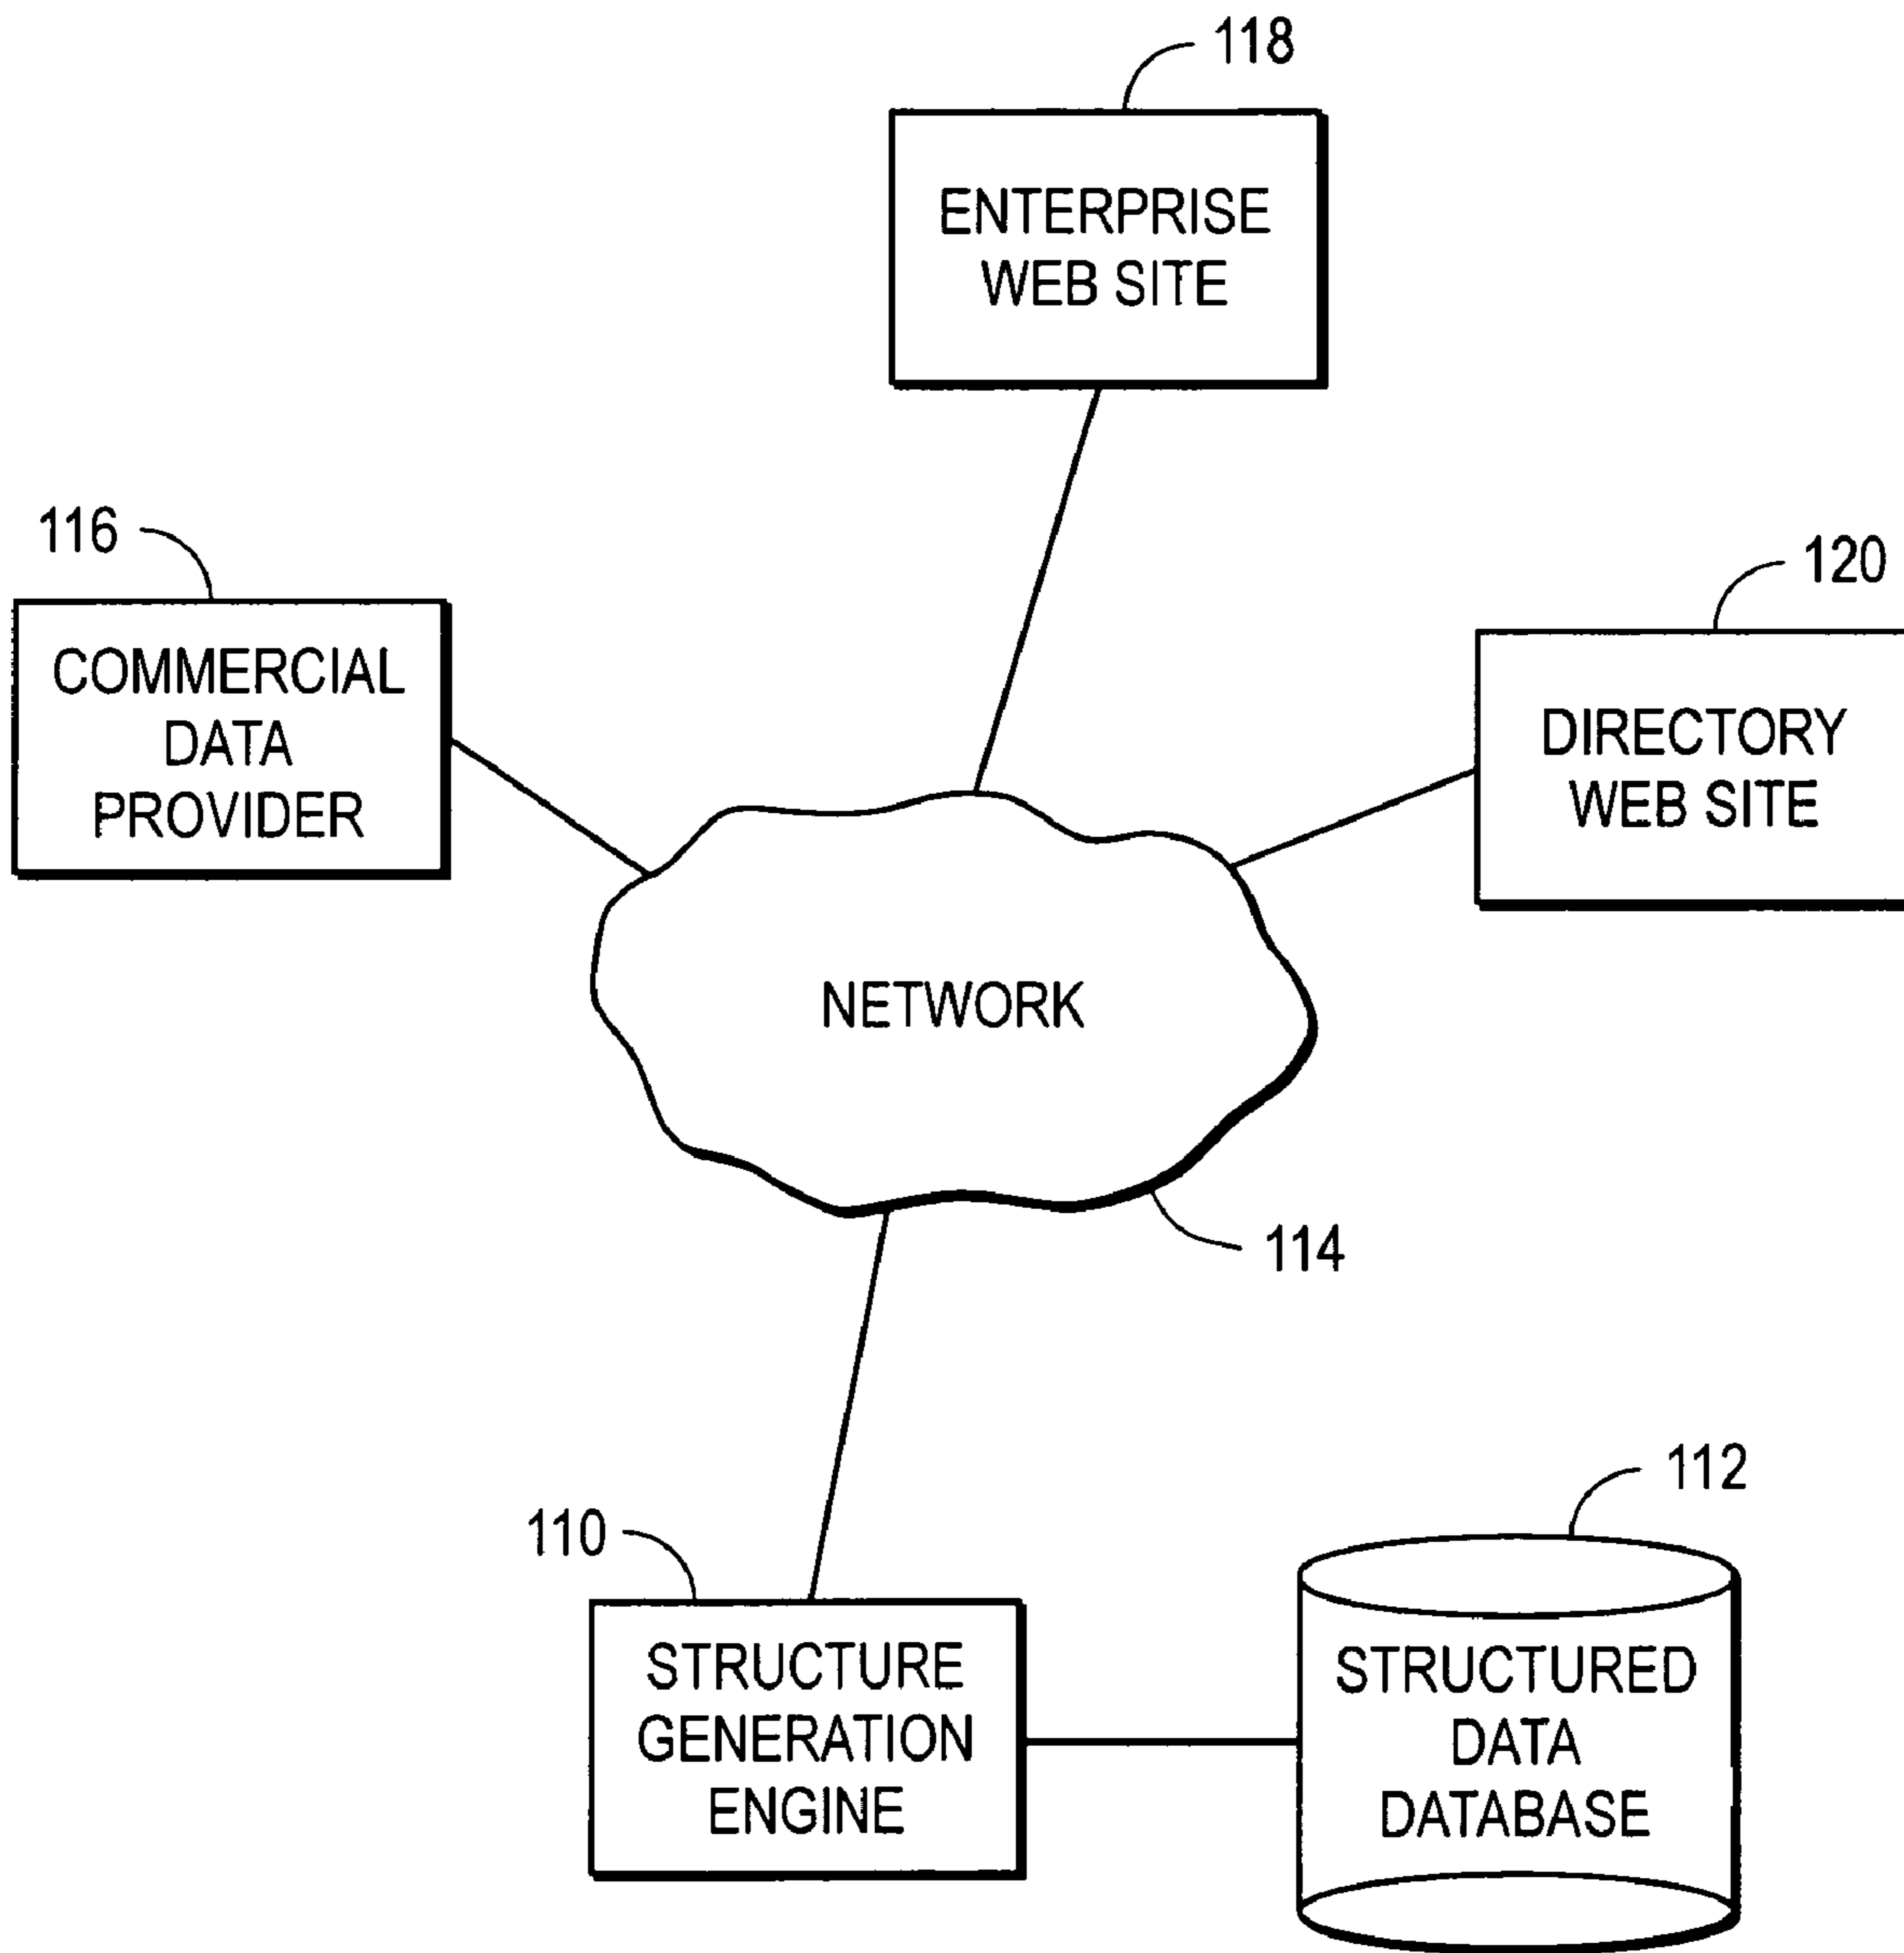 118
ENTERPRISE
WEB SITE
116
COMMERCIAL
DATA
PROVIDER
120
DIRECTORY
WEB SITE
NETWORK
114
110
STRUCTURE
GENERATION
ENGINE
112
STRUCTURED
DATA
DATABASE